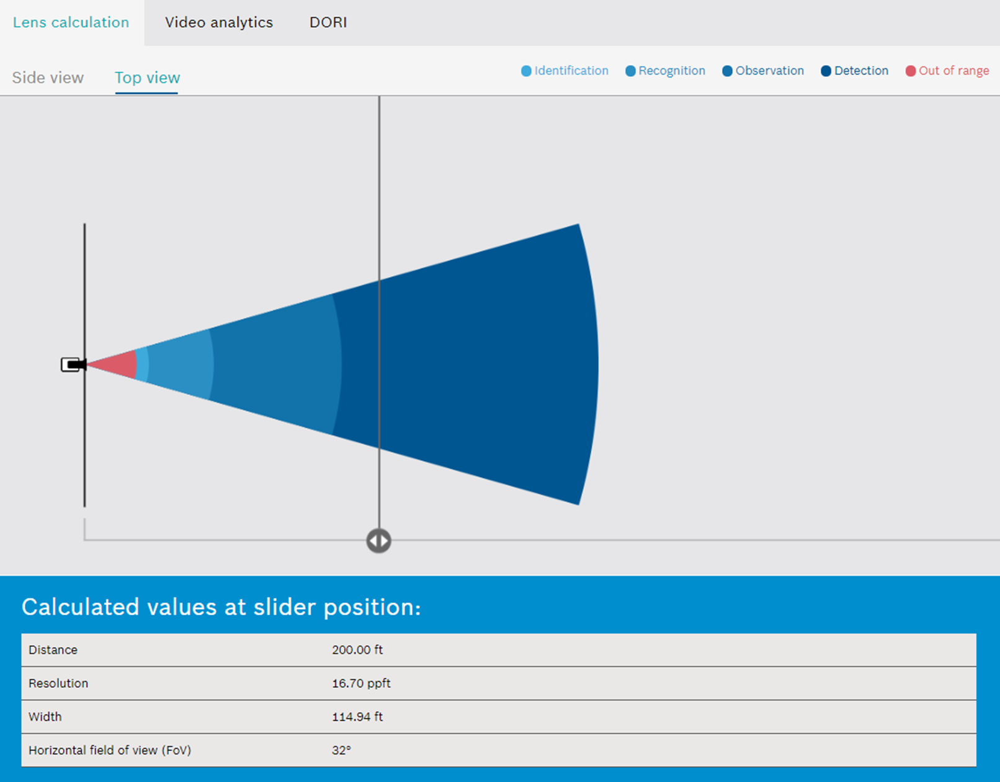 Lens calculation Video analytics DORI
Side view Top view Identification Recognition Observation Detection Out of range
Calculated values at slider position:
Distance 200.00 ft
Resolution 16.70 ppft
Width 114.94 ft
Horizontal field of view (FoV) 32°